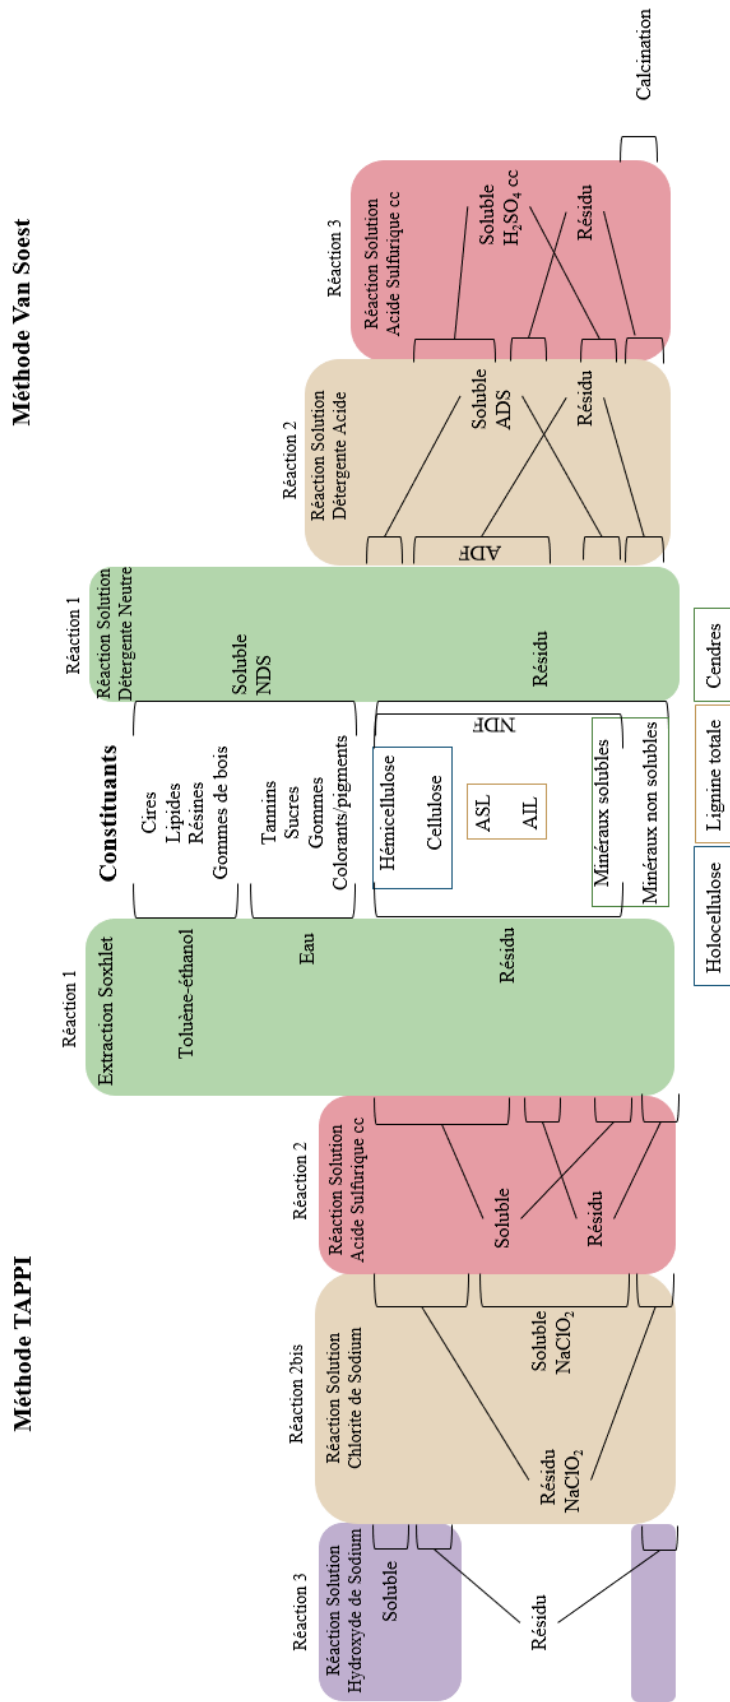 Méthode TAPPI
Méthode Van Soest
Réaction 3
Réaction Solution
Hydroxyde de Sodium
Soluble
Résidu
Réaction 2bis
Réaction Solution
Chlorite de Sodium
Résidu
NaClO₂
Soluble
NaClO₂
Réaction 2
Réaction Solution
Acide Sulfurique cc
Soluble
Résidu
Réaction 1
Extraction Soxhlet
Toluène-éthanol
Eau
Résidu
Constituants
Cires
Lipides
Résines
Gommes de bois
Tannins
Sucres
Gommes
Colorants/pigments
Hémicellulose
Cellulose
ASL
AIL
Minéraux solubles
Minéraux non solubles
NDF
Réaction 1
Réaction Solution
Détergente Neutre
Soluble
NDS
Résidu
Réaction 2
Réaction Solution
Détergente Acide
ADF
Soluble
ADS
Résidu
Réaction 3
Réaction Solution
Acide Sulfurique cc
Soluble
H₂SO₄ cc
Résidu
Calcination
Holocellulose
Lignine totale
Cendres